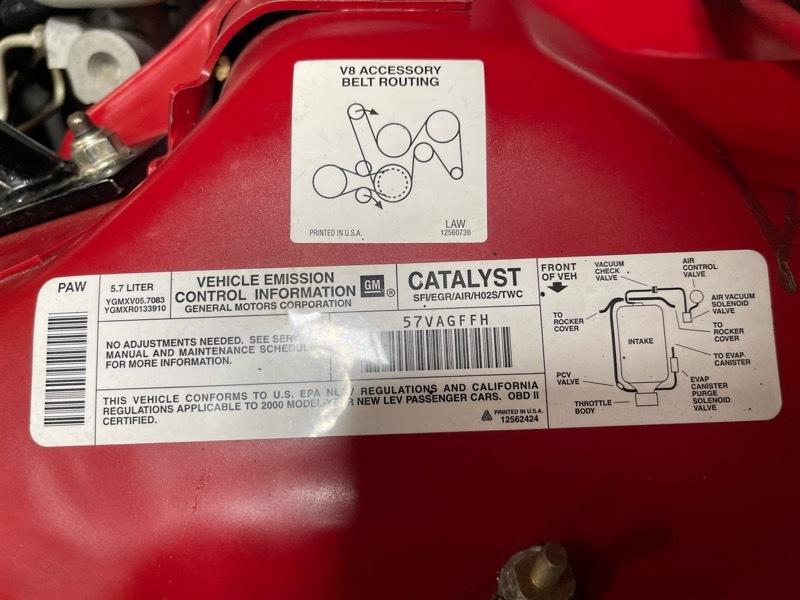 V8 ACCESSORY
BELT ROUTING
PRINTED IN U.S.A.
LAW
12560738
PAW
5.7 LITER
YGMXV05.7083
YGMXR0133910
VEHICLE EMISSION
CONTROL INFORMATION
GENERAL MOTORS CORPORATION
GM ®
CATALYST
SFI/EGR/AIR/HO2S/TWC
NO ADJUSTMENTS NEEDED. SEE
MANUAL AND MAINTENANCE
FOR MORE INFORMATION.
57VAGFFH
THIS VEHICLE CONFORMS TO U.S. EPA REGULATIONS AND CALIFORNIA
REGULATIONS APPLICABLE TO 2000 MODEL-YEAR NEW LEV PASSENGER CARS. OBD II
CERTIFIED.
PRINTED IN U.S.A.
12562424
FRONT
OF VEH
VACUUM
CHECK
VALVE
AIR
CONTROL
VALVE
AIR VACUUM
SOLENOID
VALVE
TO
ROCKER
COVER
TO
ROCKER
COVER
INTAKE
TO EVAP
CANISTER
PCV
VALVE
THROTTLE
BODY
EVAP
CANISTER
PURGE
SOLENOID
VALVE